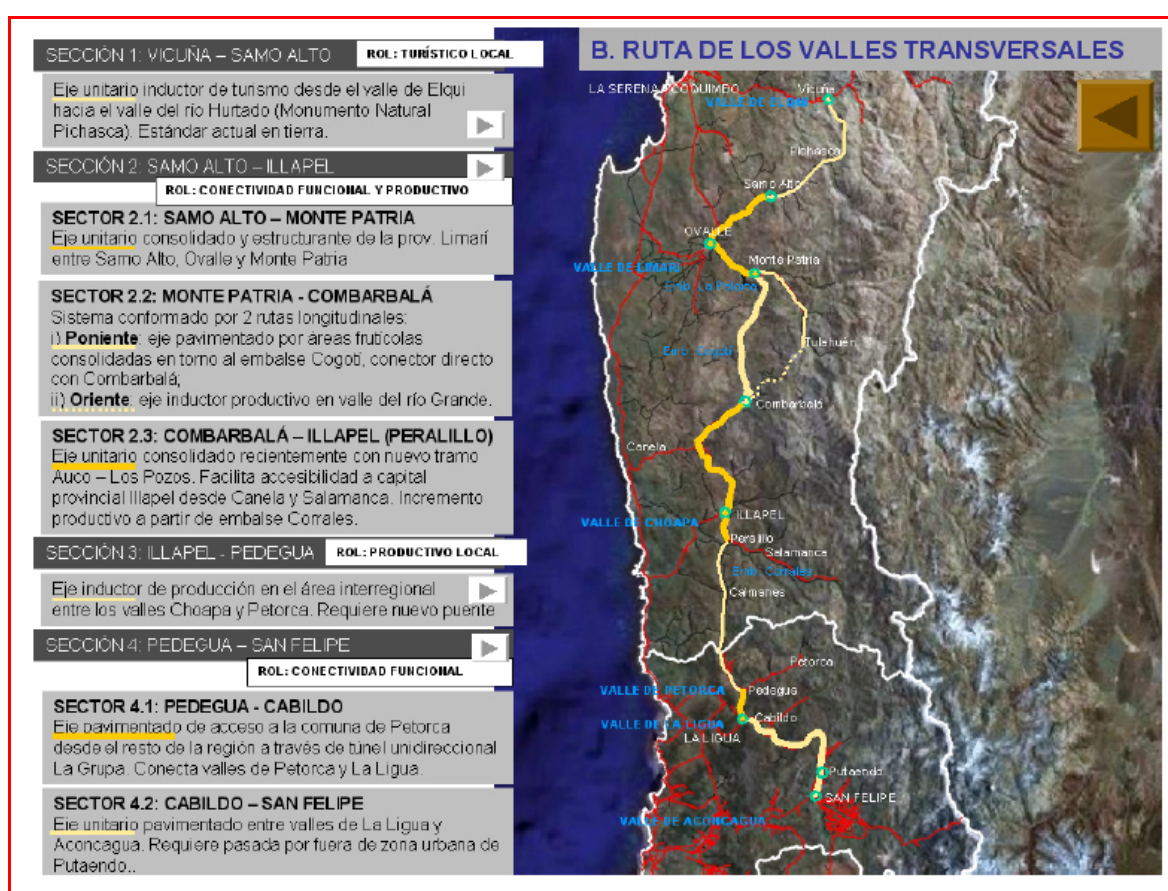 SECCIÓN 1: VICUÑA – SAMO ALTO
ROL: TURÍSTICO LOCAL
Eje unitario inductor de turismo desde el valle de Elqui
hacia el valle del río Hurtado (Monumento Natural
Pichasca). Estándar actual en tierra.
SECCIÓN 2: SAMO ALTO – ILLAPEL
ROL: CONECTIVIDAD FUNCIONAL Y PRODUCTIVO
SECTOR 2.1: SAMO ALTO – MONTE PATRIA
Eje unitario consolidado y estructurante de la prov. Limarí
entre Samo Alto, Ovalle y Monte Patria
SECTOR 2.2: MONTE PATRIA - COMBARBALÁ
Sistema conformado por 2 rutas longitudinales:
i) Poniente: eje pavimentado por áreas frutícolas
consolidadas en torno al embalse Cogotí, conector directo
con Combarbalá;
ii) Oriente: eje inductor productivo en valle del río Grande.
SECTOR 2.3: COMBARBALÁ – ILLAPEL (PERALILLO)
Eje unitario consolidado recientemente con nuevo tramo
Auco – Los Pozos. Facilita accesibilidad a capital
provincial Illapel desde Canela y Salamanca. Incremento
productivo a partir de embalse Corrales.
SECCIÓN 3: ILLAPEL - PEDEGUA
ROL: PRODUCTIVO LOCAL
Eje inductor de producción en el área interregional
entre los valles Choapa y Petorca. Requiere nuevo puente
SECCIÓN 4: PEDEGUA – SAN FELIPE
ROL: CONECTIVIDAD FUNCIONAL
SECTOR 4.1: PEDEGUA - CABILDO
Eje pavimentado de acceso a la comuna de Petorca
desde el resto de la región a través de túnel unidireccional
La Grupa. Conecta valles de Petorca y La Ligua.
SECTOR 4.2: CABILDO – SAN FELIPE
Eje unitario pavimentado entre valles de La Ligua y
Aconcagua. Requiere pasada por fuera de zona urbana de
Putaendo..
B. RUTA DE LOS VALLES TRANSVERSALES
LA SERENA COQUIMBO
Vicuña
VALLE DE ELQUI
Pichasca
Samo Alto
OVALLE
Monte Patria
VALLE DE LIMARI
Emb. La Paloma
Tulahuén
Emb. Cogotí
Combarbalá
Canela
ILLAPEL
VALLE DE CHOAPA
Peralillo
Salamanca
Emb. Corrales
Caimanes
Petorca
VALLE DE PETORCA
Pedegua
Cabildo
VALLE DE LA LIGUA
LA LIGUA
Putaendo
SAN FELIPE
VALLE DE ACONCAGUA